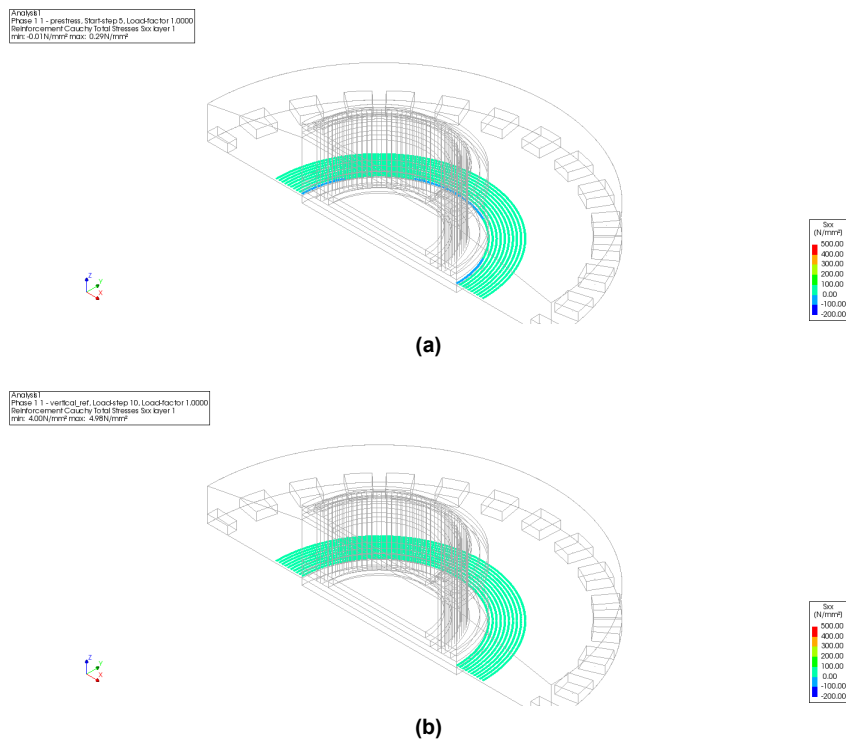 Analysis1
Phase 1 1 - prestress, Start-step 5, Load-factor 1.0000
Reinforcement Cauchy Total Stresses Sxx layer 1
min: -0.01N/mm² max: 0.29N/mm²
Sxx
(N/mm²)
500.00
400.00
300.00
200.00
100.00
0.00
-100.00
-200.00
Z
Y
X
(a)
Analysis1
Phase 1 1 - vertical_ref, Load-step 10, Load-factor 1.0000
Reinforcement Cauchy Total Stresses Sxx layer 1
min: 4.00N/mm² max: 4.98N/mm²
Sxx
(N/mm²)
500.00
400.00
300.00
200.00
100.00
0.00
-100.00
-200.00
Z
Y
X
(b)